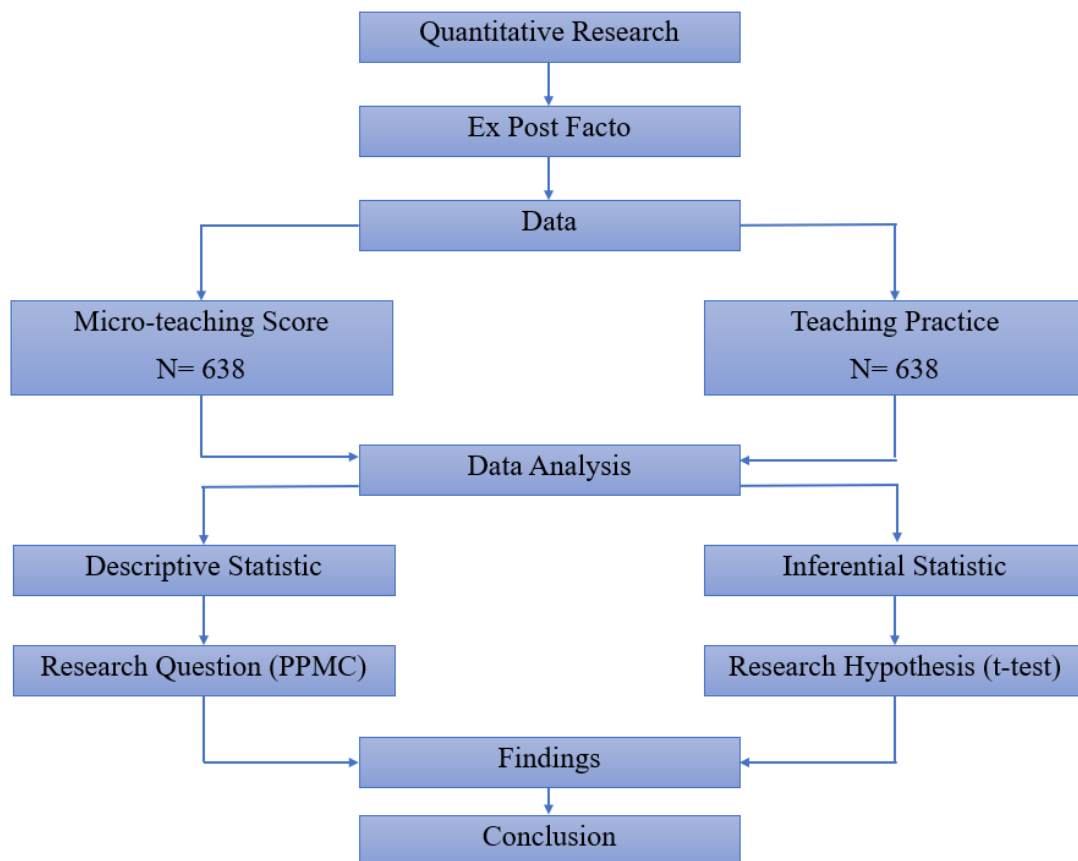 Quantitative Research
Ex Post Facto
Data
Micro-teaching Score
N= 638
Teaching Practice
N= 638
Data Analysis
Descriptive Statistic
Inferential Statistic
Research Question (PPMC)
Research Hypothesis (t-test)
Findings
Conclusion